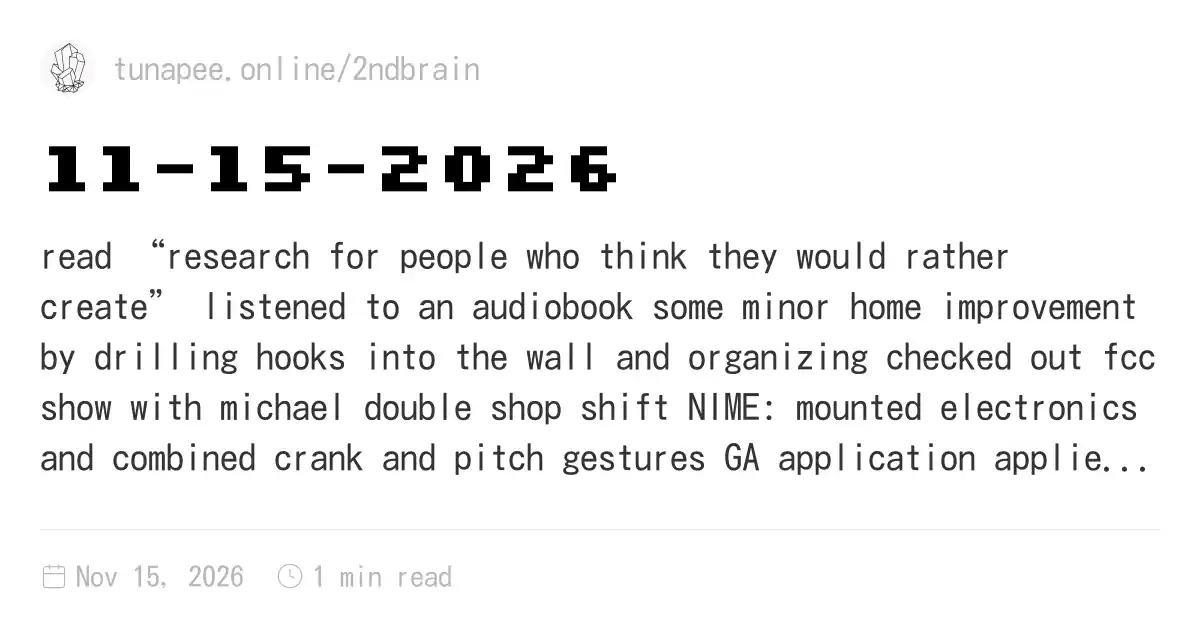 tunapee.online/2ndbrain
11-15-2026
read “research for people who think they would rather
create” listened to an audiobook some minor home improvement
by drilling hooks into the wall and organizing checked out fcc
show with michael double shop shift NIME: mounted electronics
and combined crank and pitch gestures GA application applie...
Nov 15, 2026 1 min read